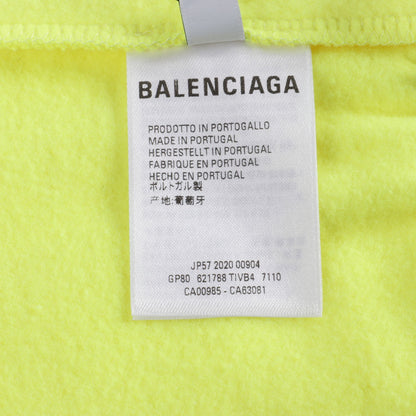 BALENCIAGA
PRODOTTO IN PORTOGALLO
MADE IN PORTUGAL
HERGESTELLT IN PORTUGAL
FABRIQUE EN PORTUGAL
HECHO EN PORTUGAL
ポルトガル製
产地:葡萄牙
JP57 2020 00904
GP80 621788 TIVB4 7110
CA00985 - CA63081